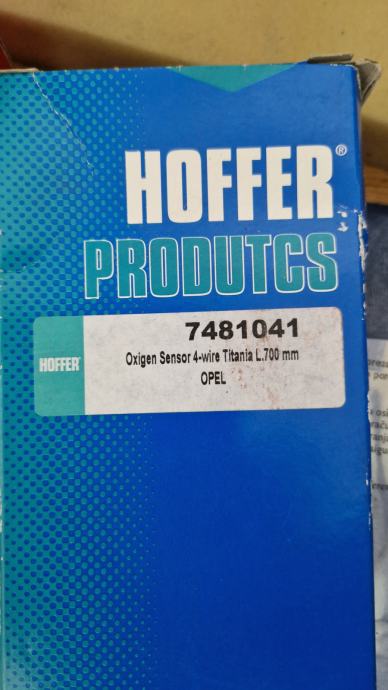 HOFFER®
PRODUTCS
HOFFER®
7481041
Oxigen Sensor 4-wire Titania L.700 mm
OPEL